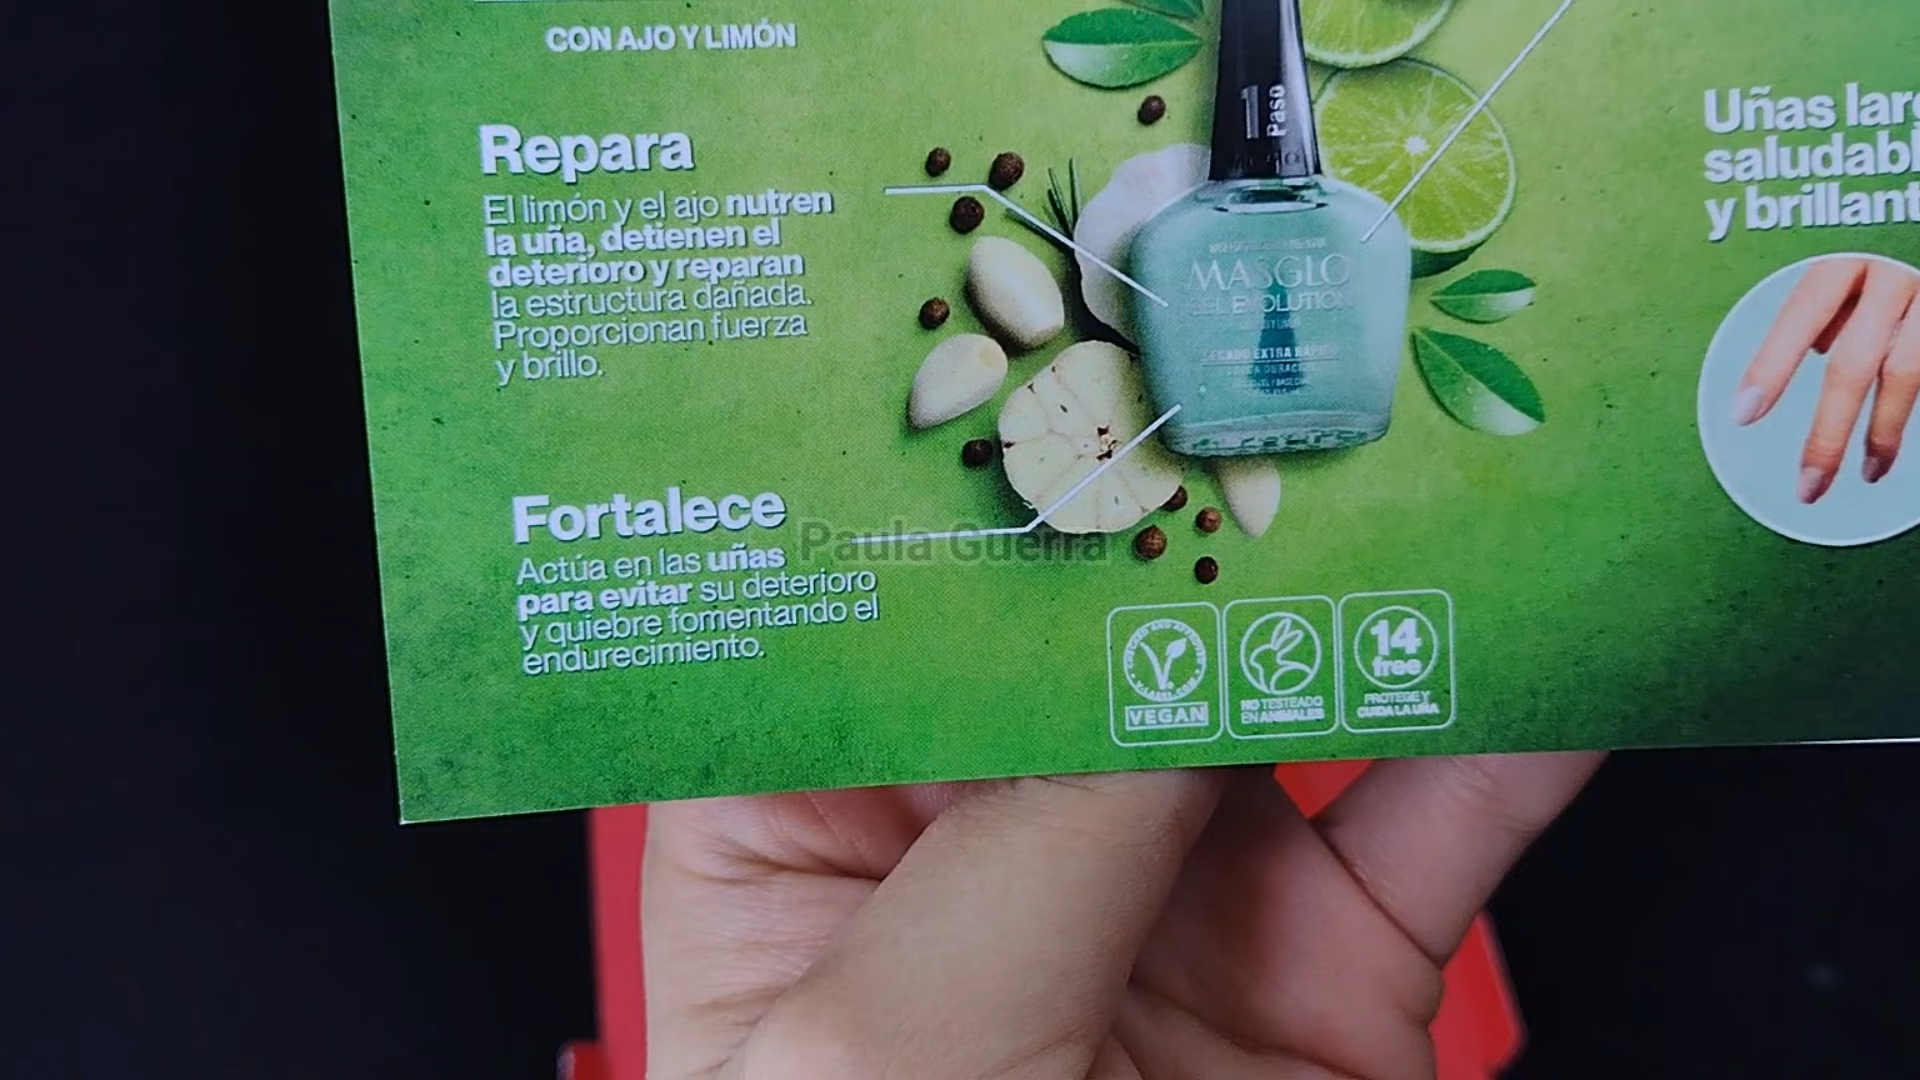 CON AJO Y LIMÓN
Repara
El limón y el ajo nutren
la uña, detienen el
deterioro y reparan
la estructura dañada.
Proporcionan fuerza
y brillo.
Fortalece
Actúa en las uñas
para evitar su deterioro
y quiebre fomentando el
endurecimiento.
1 Paso
MASGLO
GEL EVOLUTION
SECADO EXTRA RÁPIDO
Uñas larg
saludabl
y brillant
Paula Guerra
VEGAN
NO TESTEADO
EN ANIMALES
14
free
PROTEGE Y
CUIDA LA UÑA